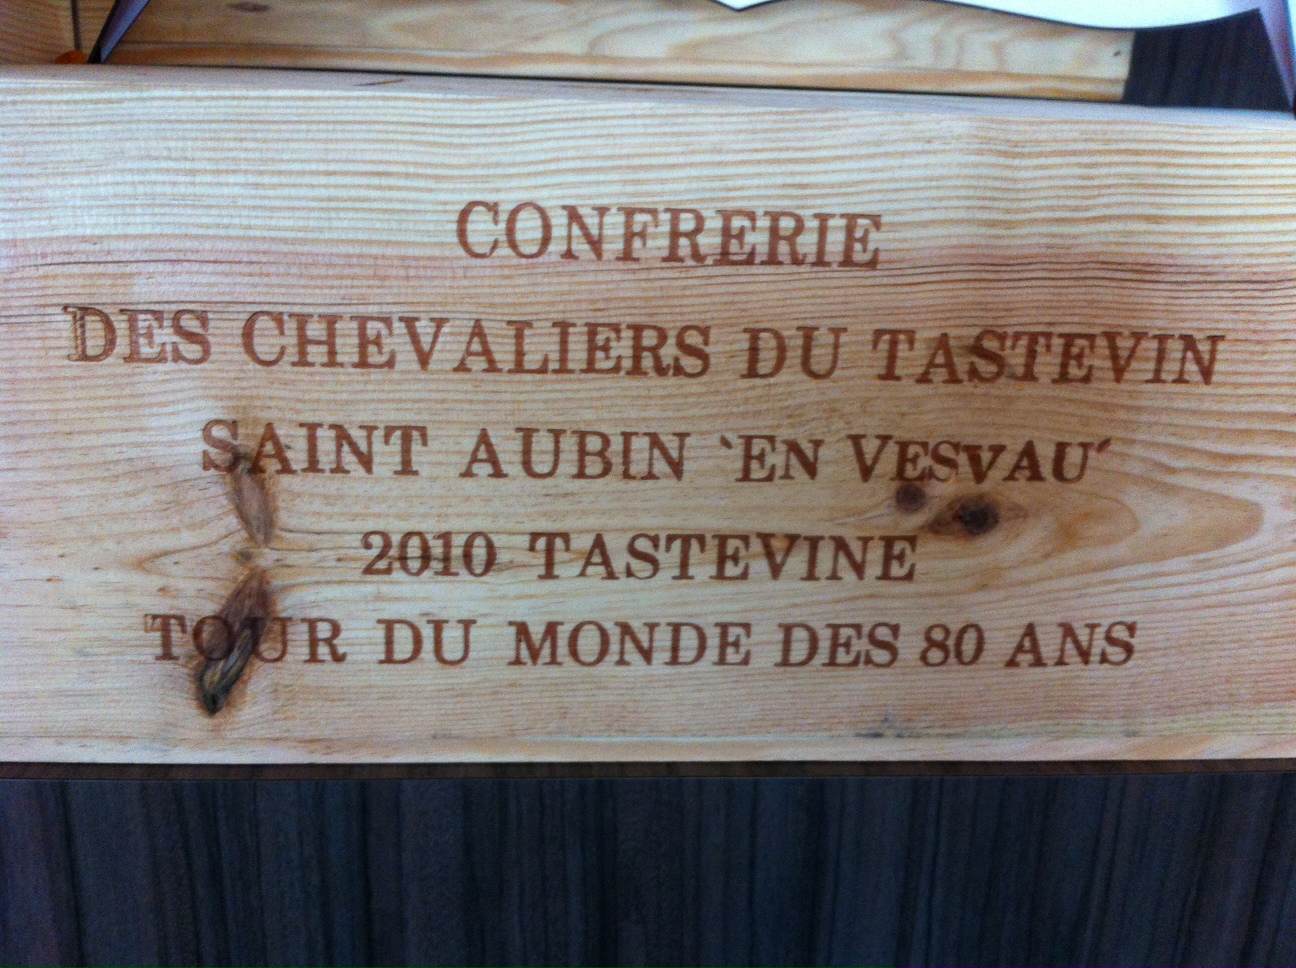 CONFRERIE
DES CHEVALIERS DU TASTEVIN
SAINT AUBIN `EN VESVAU´
2010 TASTEVINE
TOUR DU MONDE DES 80 ANS